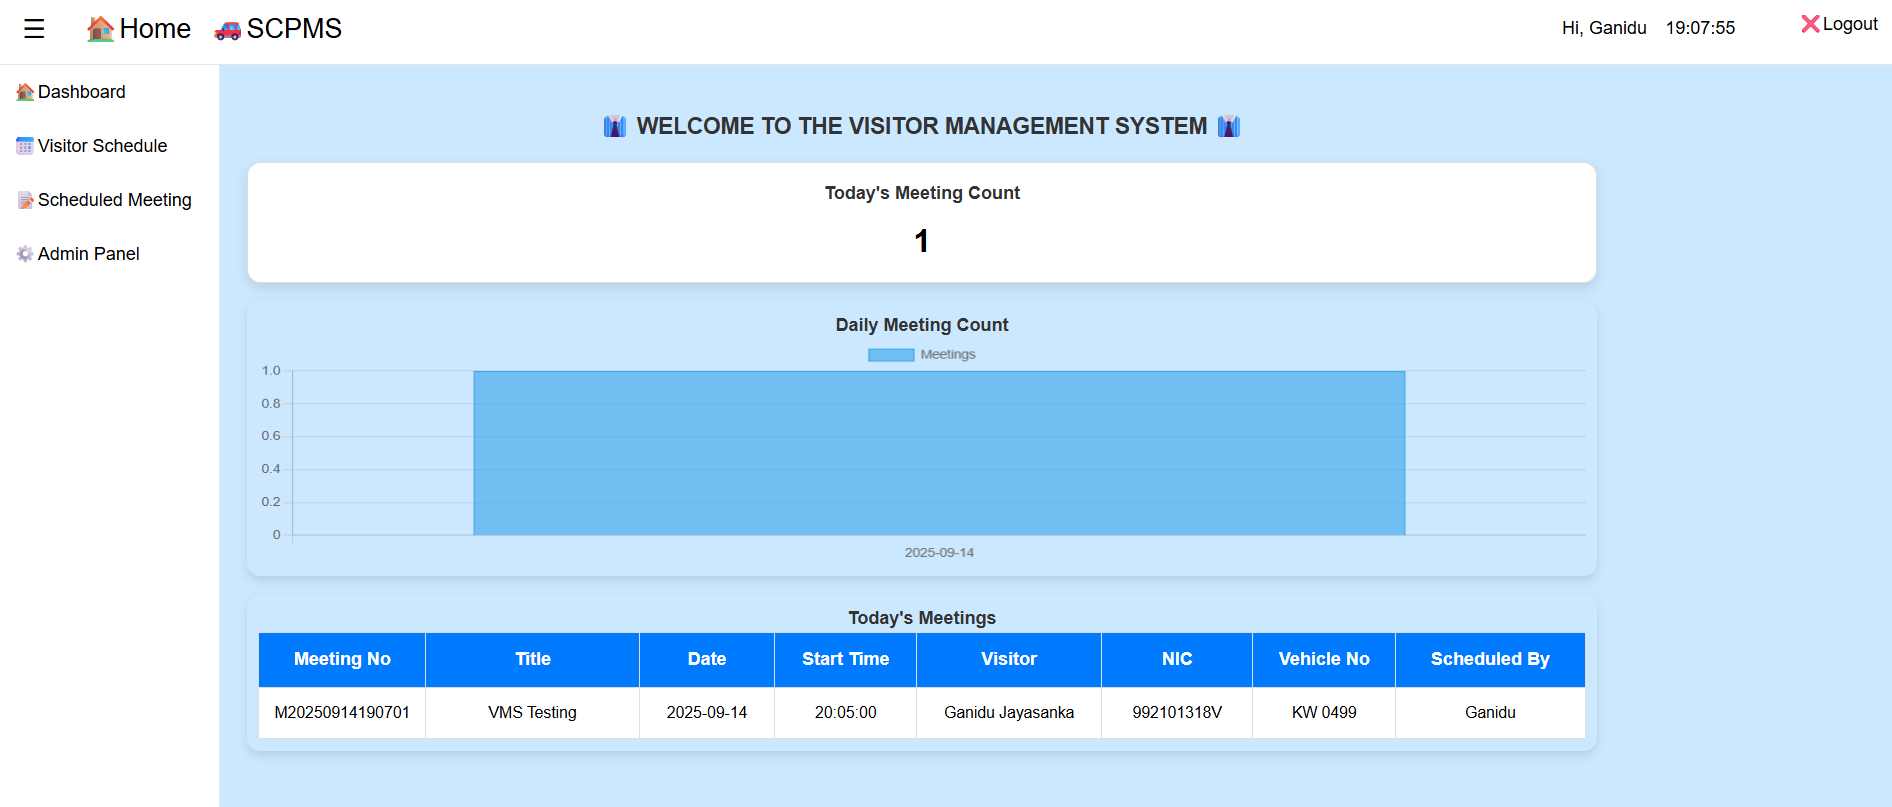 ☰ Home SCPMS Hi, Ganidu 19:07:55 Logout
Dashboard
Visitor Schedule
Scheduled Meeting
Admin Panel
WELCOME TO THE VISITOR MANAGEMENT SYSTEM
Today's Meeting Count
1
Daily Meeting Count
Meetings
1.0
0.8
0.6
0.4
0.2
0
2025-09-14
Today's Meetings
Meeting No Title Date Start Time Visitor NIC Vehicle No Scheduled By
M20250914190701 VMS Testing 2025-09-14 20:05:00 Ganidu Jayasanka 992101318V KW 0499 Ganidu